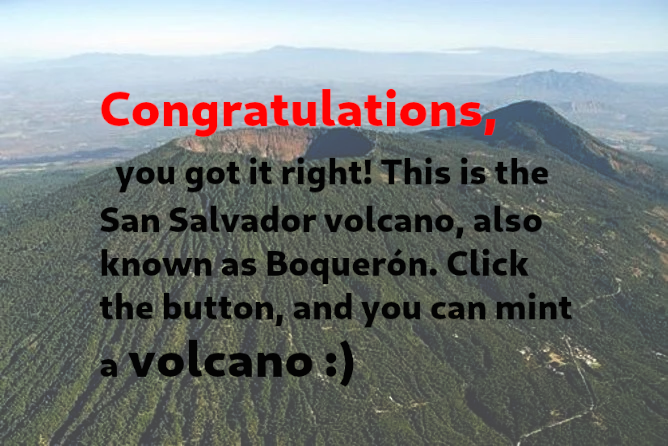 Congratulations,
you got it right! This is the
San Salvador volcano, also
known as Boquerón. Click
the button, and you can mint
a volcano :)